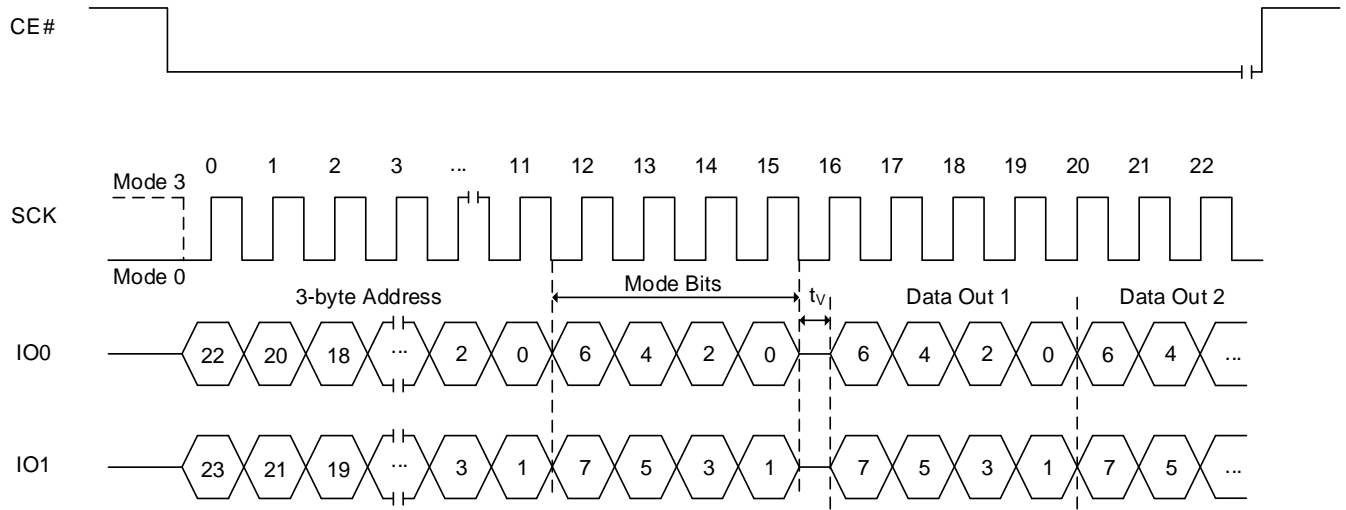 CE#
0 1 2 3 ... 11 12 13 14 15 16 17 18 19 20 21 22
Mode 3
SCK
Mode 0
3-byte Address Mode Bits tV Data Out 1 Data Out 2
IO0 22 20 18 ... 2 0 6 4 2 0 6 4 2 0 6 4 ...
IO1 23 21 19 ... 3 1 7 5 3 1 7 5 3 1 7 5 ...